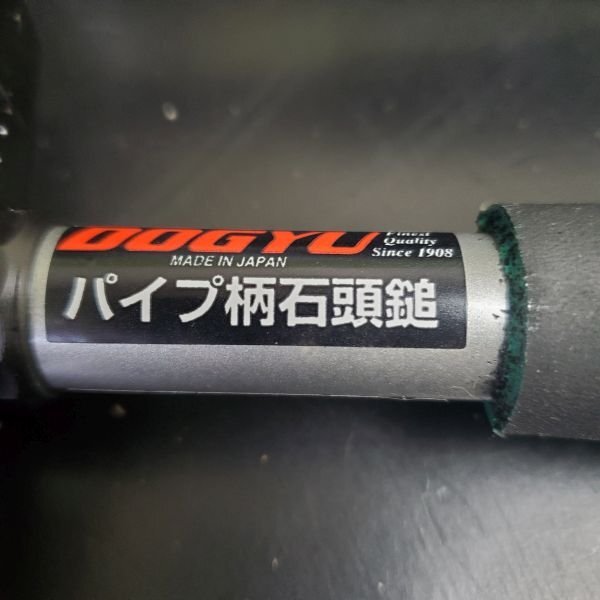 DOGYU
Finest
Quality
Since 1908
MADE IN JAPAN
パイプ柄石頭鎚